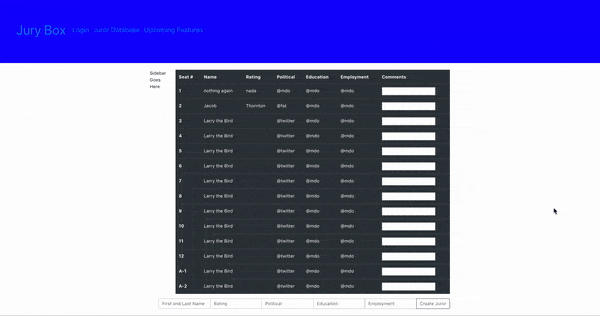 Jury Box Login Juror Database Upcoming Features
Sidebar
Goes
Here
Seat # Name Rating Political Education Employment Comments
1 nothing again nada @mdo @mdo @mdo
2 Jacob Thornton @fat @mdo @mdo
3 Larry the Bird @twitter @mdo @mdo
4 Larry the Bird @twitter @mdo @mdo
5 Larry the Bird @twitter @mdo @mdo
6 Larry the Bird @twitter @mdo @mdo
7 Larry the Bird @twitter @mdo @mdo
8 Larry the Bird @twitter @mdo @mdo
9 Larry the Bird @twitter @mdo @mdo
10 Larry the Bird @twitter @mdo @mdo
11 Larry the Bird @twitter @mdo @mdo
12 Larry the Bird @twitter @mdo @mdo
A-1 Larry the Bird @twitter @mdo @mdo
A-2 Larry the Bird @twitter @mdo @mdo
First and Last Name Rating Political Education Employment Create Juror